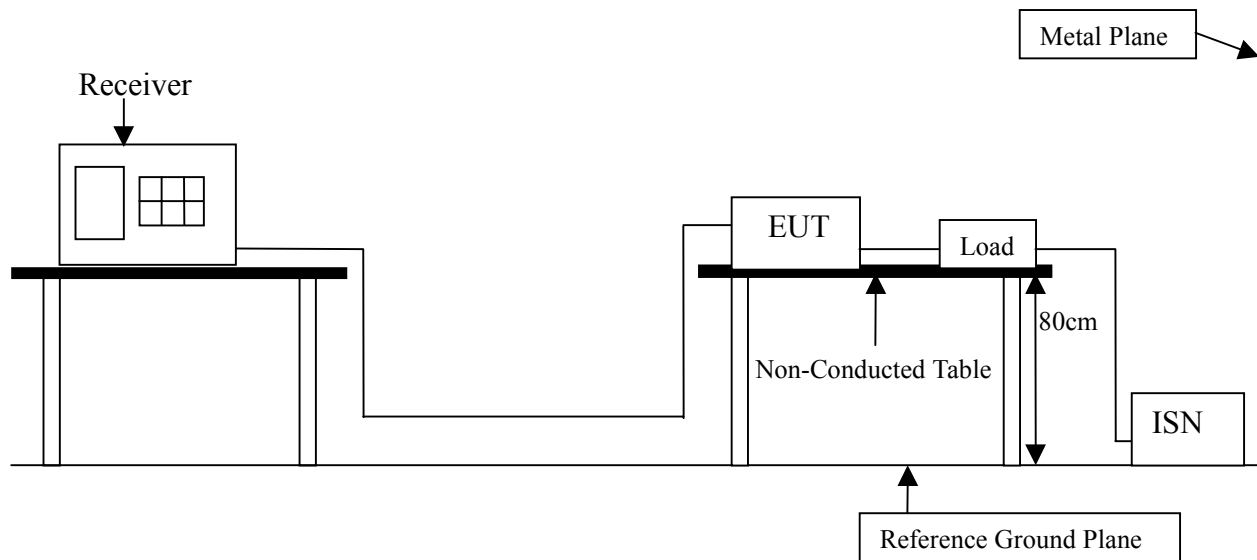 Metal Plane
Receiver
EUT
Load
80cm
Non-Conducted Table
ISN
Reference Ground Plane